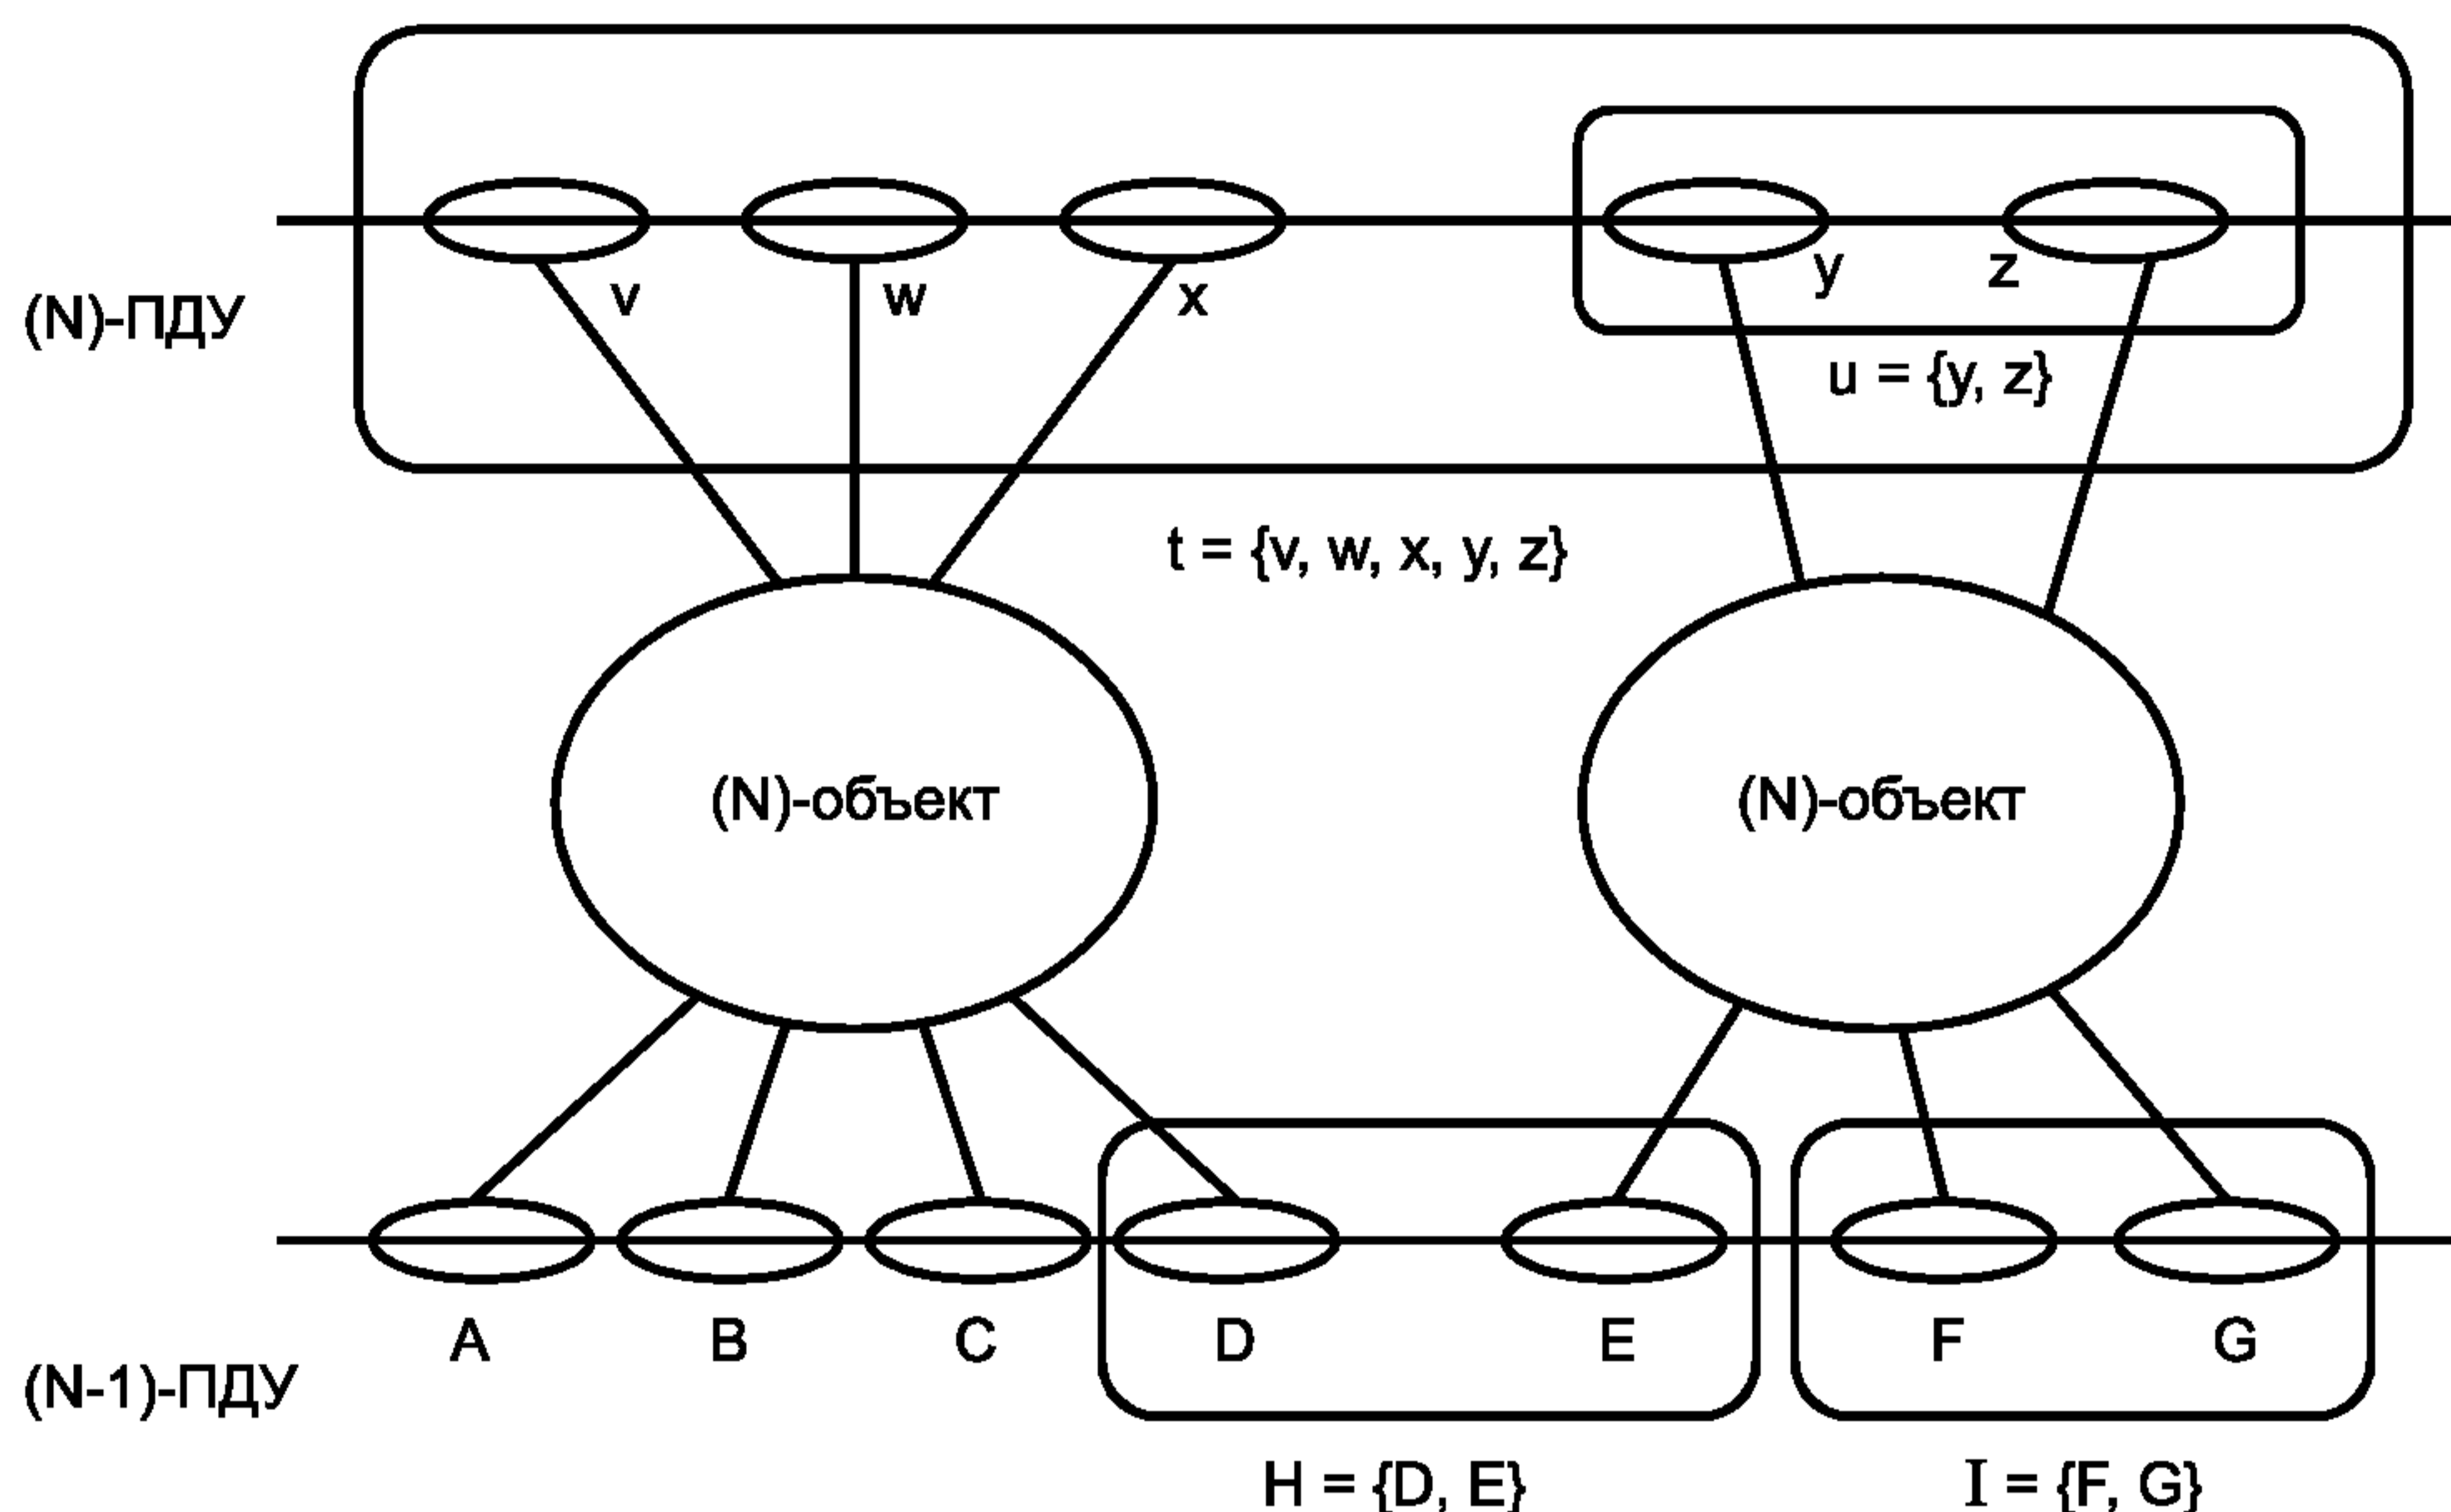 v
w
x
y
z
(N)-ПДУ
u = {y, z}
t = {v, w, x, y, z}
(N)-объект
(N)-объект
A
B
C
D
E
F
G
(N-1)-ПДУ
H = {D, E}
I = {F, G}